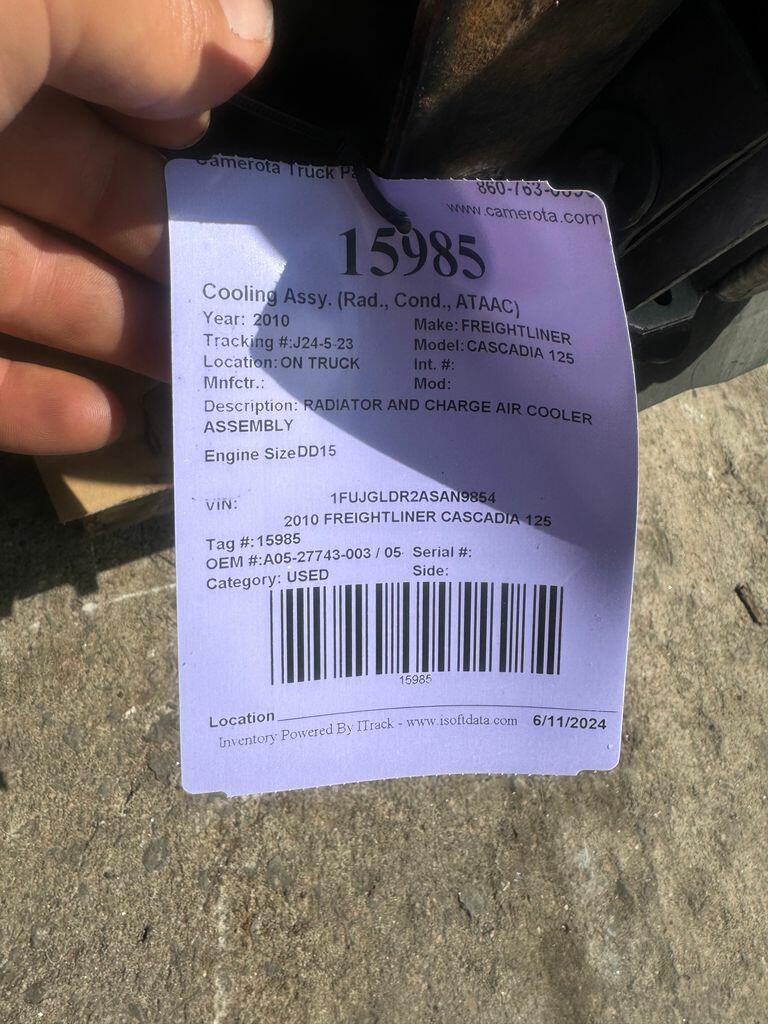 Camerota Truck
860-763-
www.camerota.com
15985
Cooling Assy. (Rad., Cond., ATAAC)
Year: 2010 Make: FREIGHTLINER
Tracking #:J24-5-23 Model: CASCADIA 125
Location: ON TRUCK Int. #:
Mnfctr.: Mod:
Description: RADIATOR AND CHARGE AIR COOLER
ASSEMBLY
Engine SizeDD15
VIN: 1FUJGLDR2ASAN9854
2010 FREIGHTLINER CASCADIA 125
Tag #:15985
OEM #:A05-27743-003 / 05 Serial #:
Category: USED Side:
15985
Location
Inventory Powered By ITrack - www.isoftdata.com 6/11/2024